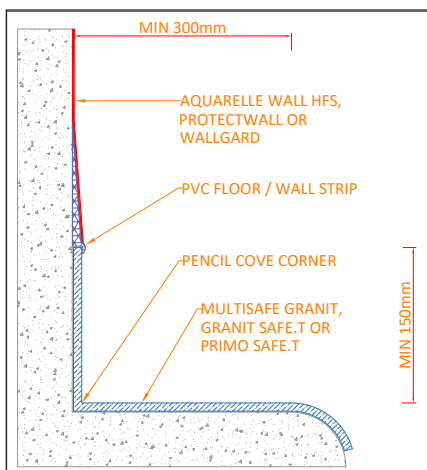 MIN 300mm
AQUARELLE WALL HFS,
PROTECTWALL OR
WALLGARD
PVC FLOOR / WALL STRIP
PENCIL COVE CORNER
MULTISAFE GRANIT,
GRANIT SAFE.T OR
PRIMO SAFE.T
MIN 150mm